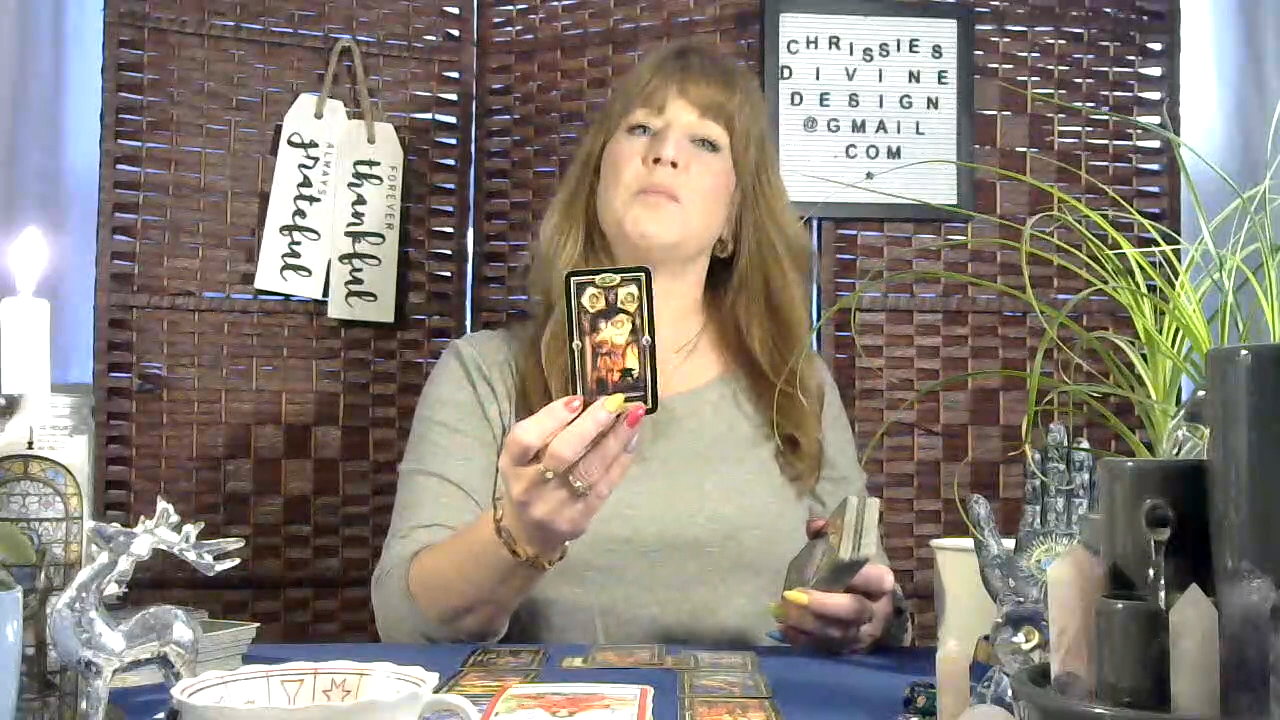 ALWAYS
grateful
FOREVER
thankful
CHRISSIES
DIVINE
DESIGN
@GMAIL
.COM
*